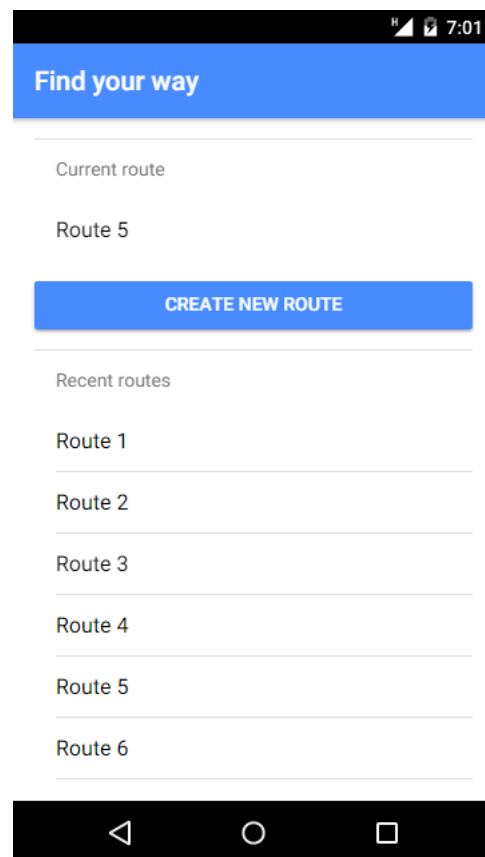 H 7:01
Find your way
Current route
Route 5
CREATE NEW ROUTE
Recent routes
Route 1
Route 2
Route 3
Route 4
Route 5
Route 6